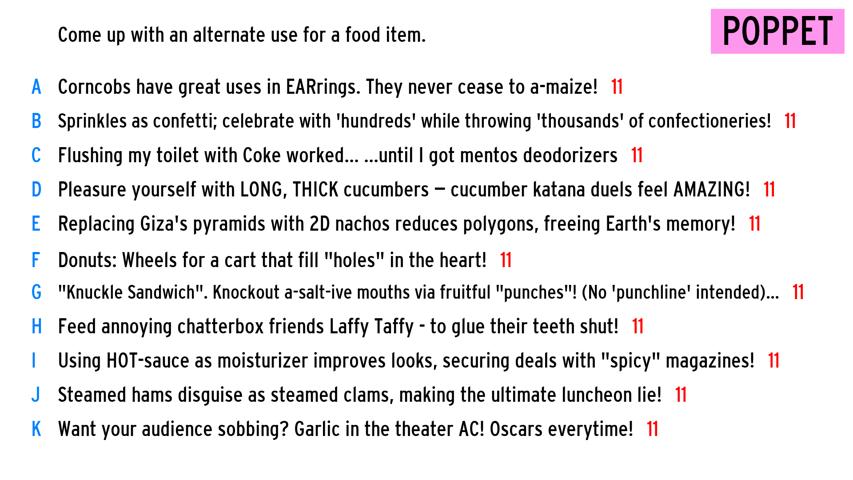 Come up with an alternate use for a food item.
POPPET
A Corncobs have great uses in EARrings. They never cease to a-maize! 11
B Sprinkles as confetti; celebrate with 'hundreds' while throwing 'thousands' of confectioneries! 11
C Flushing my toilet with Coke worked... ...until I got mentos deodorizers 11
D Pleasure yourself with LONG, THICK cucumbers – cucumber katana duels feel AMAZING! 11
E Replacing Giza's pyramids with 2D nachos reduces polygons, freeing Earth's memory! 11
F Donuts: Wheels for a cart that fill "holes" in the heart! 11
G "Knuckle Sandwich". Knockout a-salt-ive mouths via fruitful "punches"! (No 'punchline' intended)... 11
H Feed annoying chatterbox friends Laffy Taffy - to glue their teeth shut! 11
I Using HOT-sauce as moisturizer improves looks, securing deals with "spicy" magazines! 11
J Steamed hams disguise as steamed clams, making the ultimate luncheon lie! 11
K Want your audience sobbing? Garlic in the theater AC! Oscars everytime! 11